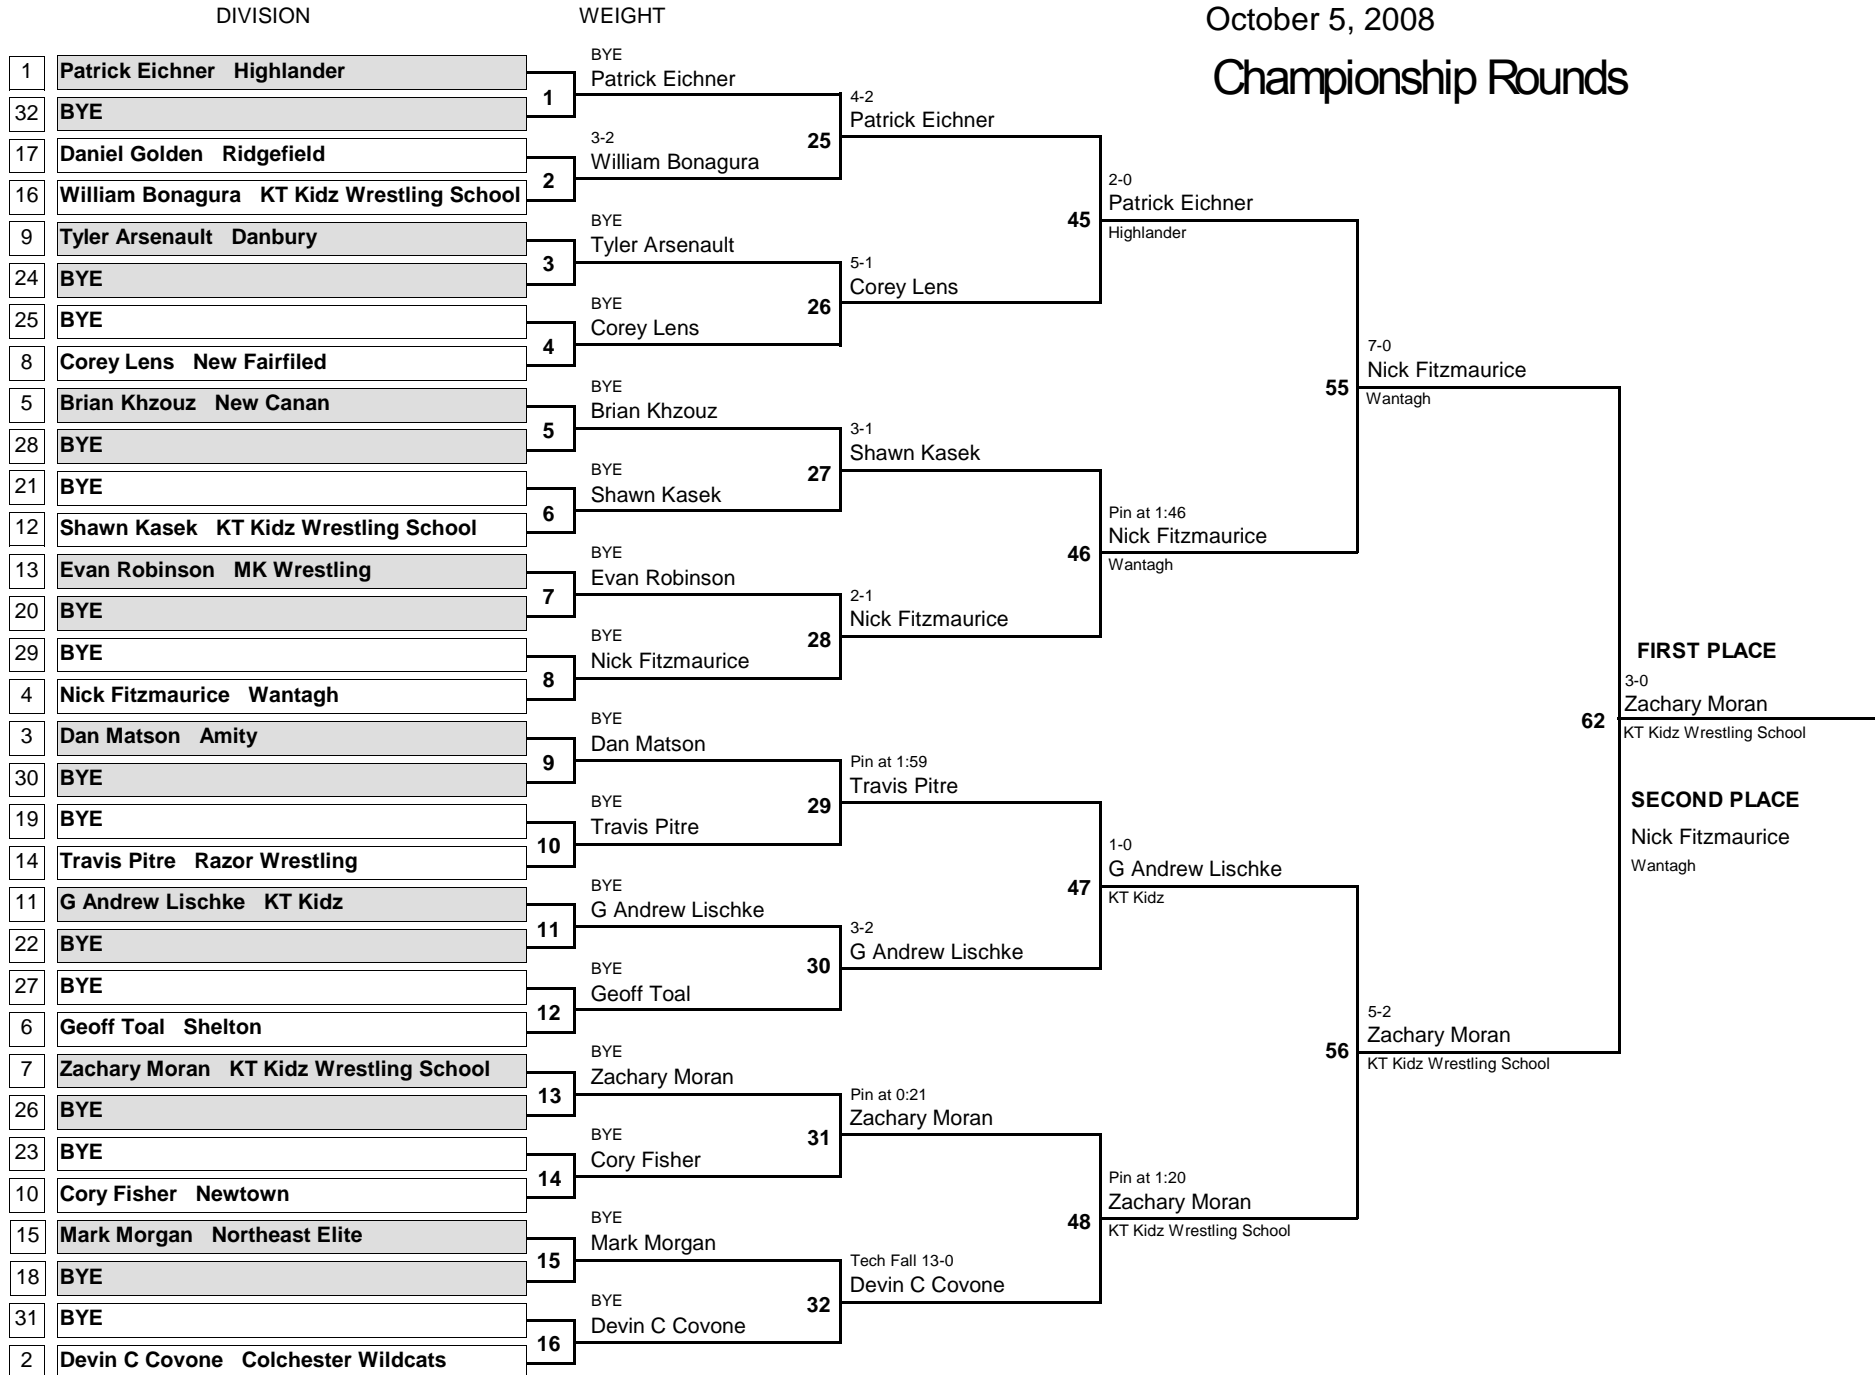 DIVISION WEIGHT October 5, 2008
Championship Rounds
1 Patrick Eichner Highlander
32 BYE
17 Daniel Golden Ridgefield
16 William Bonagura KT Kidz Wrestling School
9 Tyler Arsenault Danbury
24 BYE
25 BYE
8 Corey Lens New Fairfiled
5 Brian Khzouz New Canan
28 BYE
21 BYE
12 Shawn Kasek KT Kidz Wrestling School
13 Evan Robinson MK Wrestling
20 BYE
29 BYE
4 Nick Fitzmaurice Wantagh
3 Dan Matson Amity
30 BYE
19 BYE
14 Travis Pitre Razor Wrestling
11 G Andrew Lischke KT Kidz
22 BYE
27 BYE
6 Geoff Toal Shelton
7 Zachary Moran KT Kidz Wrestling School
26 BYE
23 BYE
10 Cory Fisher Newtown
15 Mark Morgan Northeast Elite
18 BYE
31 BYE
2 Devin C Covone Colchester Wildcats
1
2
3
4
5
6
7
8
9
10
11
12
13
14
15
16
BYE
Patrick Eichner
3-2
William Bonagura
BYE
Tyler Arsenault
BYE
Corey Lens
BYE
Brian Khzouz
BYE
Shawn Kasek
BYE
Evan Robinson
BYE
Nick Fitzmaurice
BYE
Dan Matson
BYE
Travis Pitre
BYE
G Andrew Lischke
BYE
Geoff Toal
BYE
Zachary Moran
BYE
Cory Fisher
BYE
Mark Morgan
BYE
Devin C Covone
25
26
27
28
29
30
31
32
4-2
Patrick Eichner
5-1
Corey Lens
3-1
Shawn Kasek
2-1
Nick Fitzmaurice
Pin at 1:59
Travis Pitre
3-2
G Andrew Lischke
Pin at 0:21
Zachary Moran
Tech Fall 13-0
Devin C Covone
45
46
47
48
2-0
Patrick Eichner
Highlander
Pin at 1:46
Nick Fitzmaurice
Wantagh
1-0
G Andrew Lischke
KT Kidz
Pin at 1:20
Zachary Moran
KT Kidz Wrestling School
55
56
7-0
Nick Fitzmaurice
Wantagh
5-2
Zachary Moran
KT Kidz Wrestling School
62
FIRST PLACE
3-0
Zachary Moran
KT Kidz Wrestling School
SECOND PLACE
Nick Fitzmaurice
Wantagh